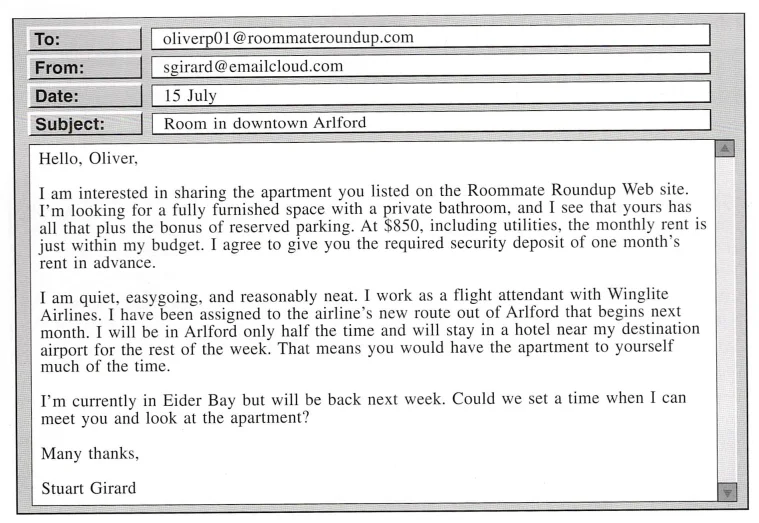 To: oliverp01@roommateroundup.com
From: sgirard@emailcloud.com
Date: 15 July
Subject: Room in downtown Arlford
Hello, Oliver,
I am interested in sharing the apartment you listed on the Roommate Roundup Web site.
I'm looking for a fully furnished space with a private bathroom, and I see that yours has
all that plus the bonus of reserved parking. At $850, including utilities, the monthly rent is
just within my budget. I agree to give you the required security deposit of one month's
rent in advance.
I am quiet, easygoing, and reasonably neat. I work as a flight attendant with Winglite
Airlines. I have been assigned to the airline's new route out of Arlford that begins next
month. I will be in Arlford only half the time and will stay in a hotel near my destination
airport for the rest of the week. That means you would have the apartment to yourself
much of the time.
I'm currently in Eider Bay but will be back next week. Could we set a time when I can
meet you and look at the apartment?
Many thanks,
Stuart Girard